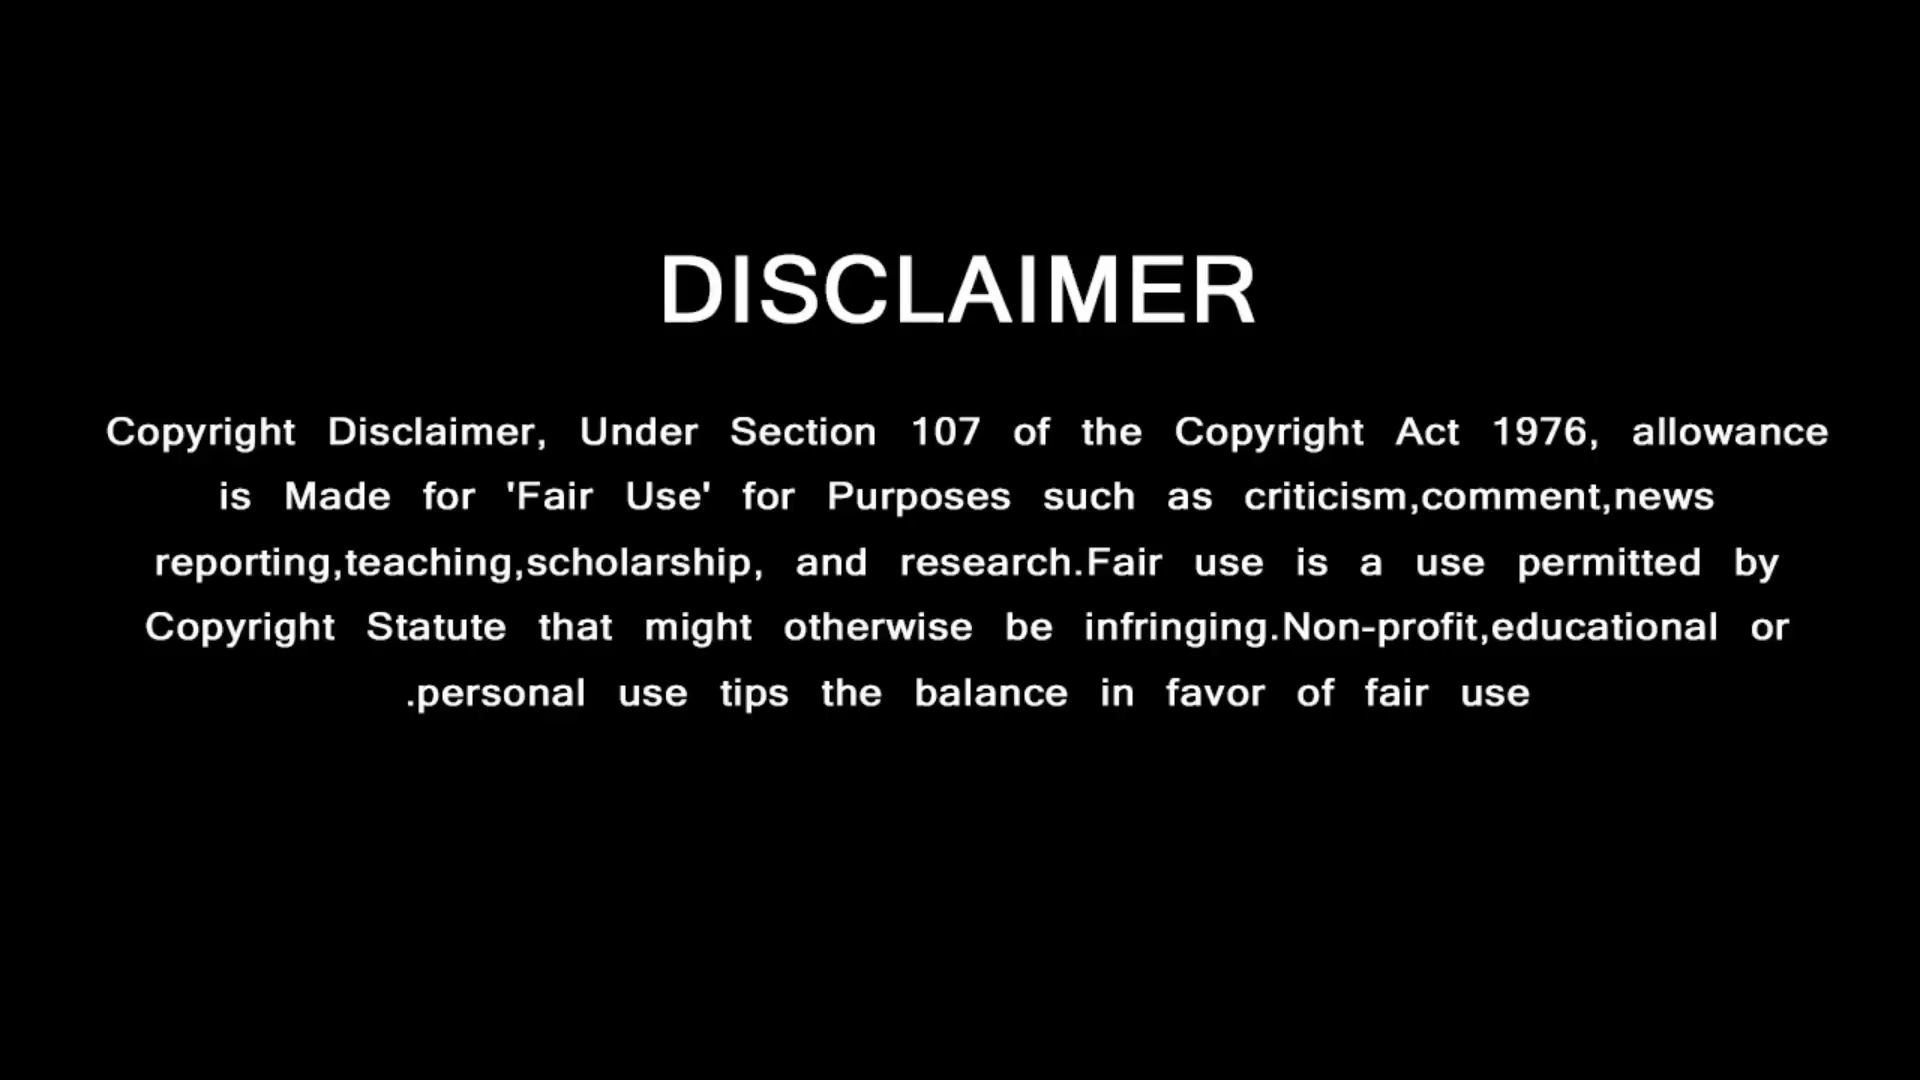 DISCLAIMER
Copyright Disclaimer, Under Section 107 of the Copyright Act 1976, allowance
is Made for 'Fair Use' for Purposes such as criticism,comment,news
reporting,teaching,scholarship, and research.Fair use is a use permitted by
Copyright Statute that might otherwise be infringing.Non-profit,educational or
.personal use tips the balance in favor of fair use